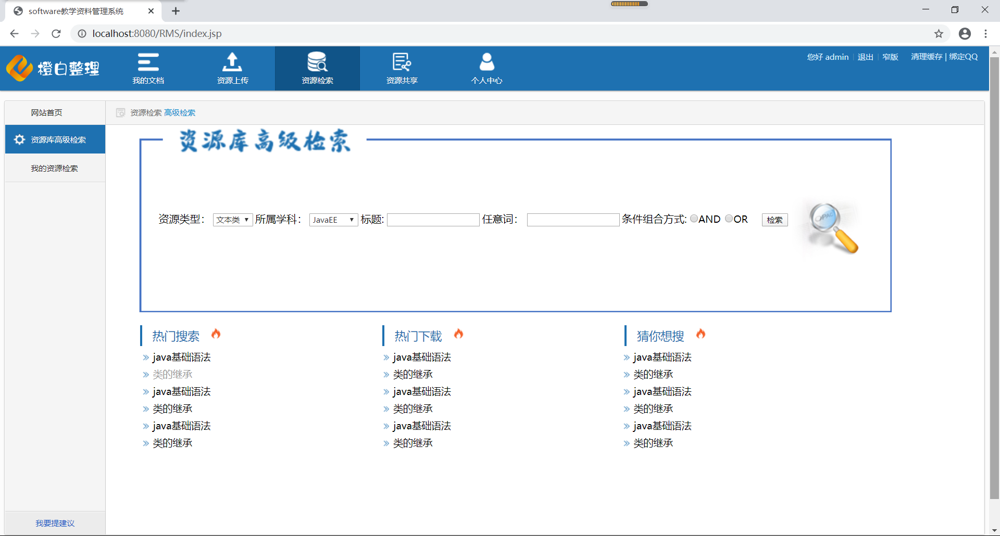 software教学资料管理系统
localhost:8080/RMS/index.jsp
橙白整理
我的文档
资源上传
资源检索
资源共享
个人中心
您好 admin 退出 窄版 清理缓存 | 绑定QQ
网站首页
资源库高级检索
我的资源检索
我要提建议
资源检索 高级检索
资源库高级检索
资源类型： 文本类 所属学科： JavaEE 标题: 任意词： 条件组合方式: AND OR 检索
OPAC
热门搜索
java基础语法
类的继承
java基础语法
类的继承
java基础语法
类的继承
热门下载
java基础语法
类的继承
java基础语法
类的继承
java基础语法
类的继承
猜你想搜
java基础语法
类的继承
java基础语法
类的继承
java基础语法
类的继承